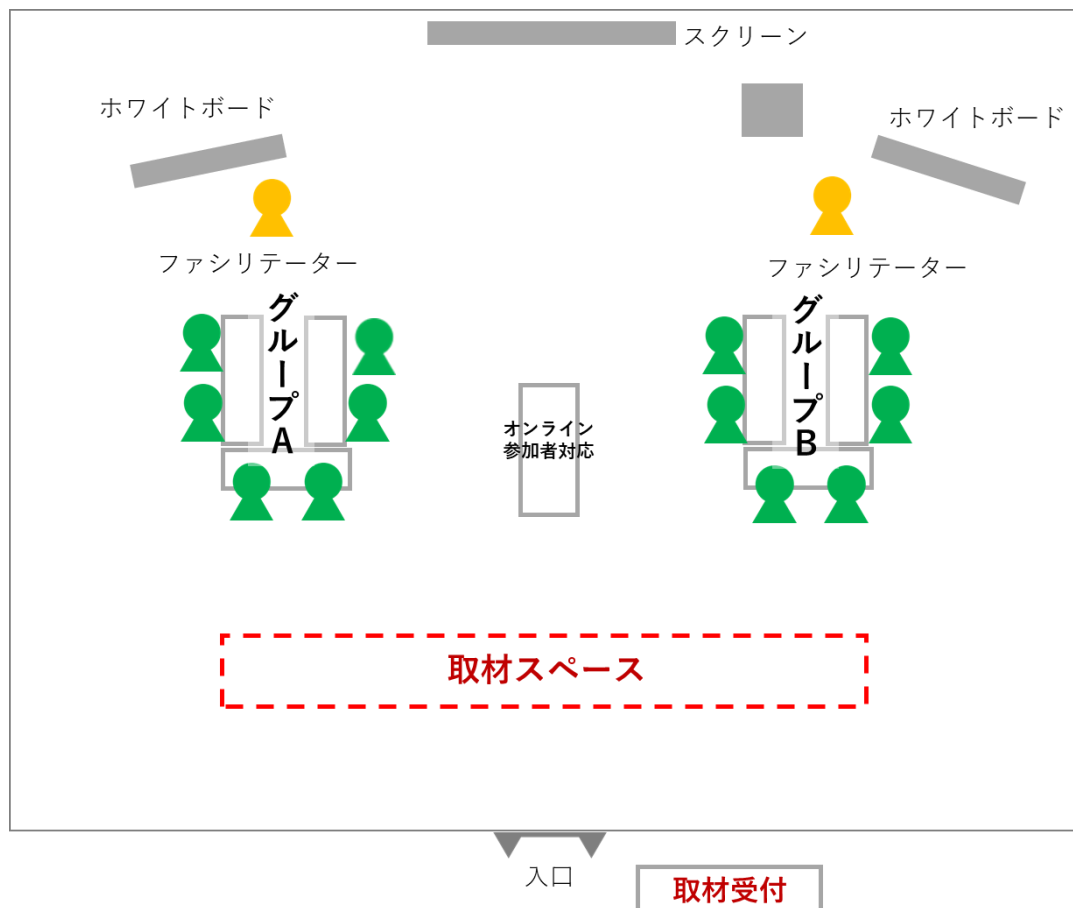 スクリーン
ホワイトボード
ホワイトボード
ファシリテーター
ファシリテーター
グループA
グループB
オンライン
参加者対応
取材スペース
入口
取材受付